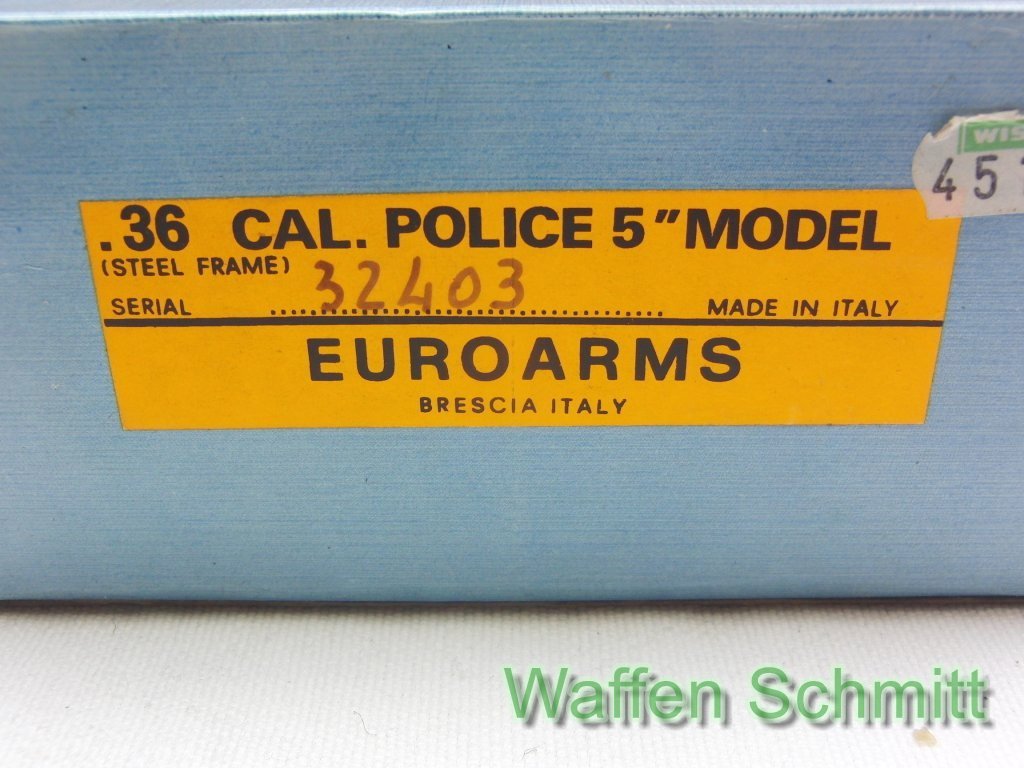 WIS
45
.36 CAL. POLICE 5" MODEL
(STEEL FRAME)
SERIAL 32403 MADE IN ITALY
EUROARMS
BRESCIA ITALY
Waffen Schmitt